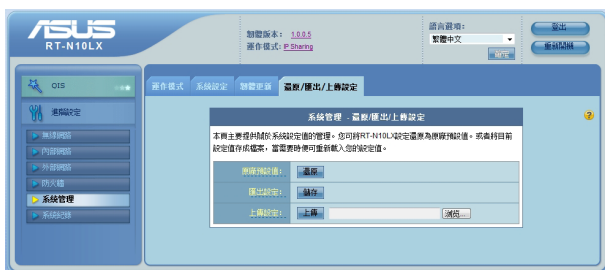 ASUS
RT-N10LX
韌體版本: 1.0.0.5
運作模式: IP Sharing
語言選項:
繁體中文
登出
重新開機
QIS
進階設定
無線網路
內部網路
外部網路
防火牆
系統管理
系統紀錄
運作模式 系統設定 韌體更新 還原/匯出/上傳設定
系統管理 - 還原/匯出/上傳設定
本頁主要提供關於系統設定值的管理。您可將RT-N10LX設定還原為原廠預設值。或者將目前
設定值存成檔案,當需要時便可重新載入您的設定值。
原廠預設值: 還原
匯出設定: 儲存
上傳設定: 上傳 浏览...